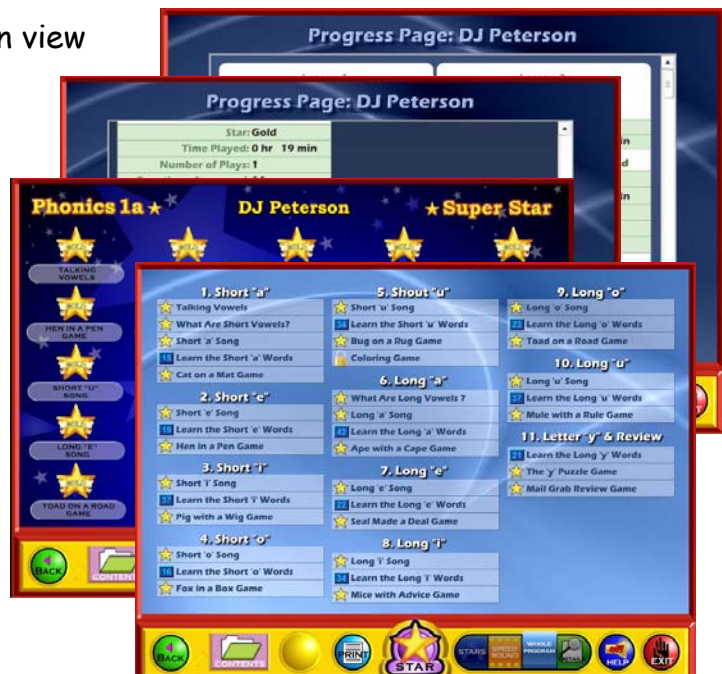 n view
Progress Page: DJ Peterson
Progress Page: DJ Peterson
Star: Gold
Time Played: 0 hr 19 min
Number of Plays: 1
Phonics 1a
DJ Peterson
Super Star
TALKING VOWELS
HEN IN A PEN GAME
SHORT "U" SONG
LONG "E" SONG
TOAD ON A ROAD GAME
BACK
CONTENTS
1. Short "a"
Talking Vowels
What Are Short Vowels?
Short 'a' Song
Learn the Short 'a' Words
Cat on a Mat Game
2. Short "e"
Short 'e' Song
Learn the Short 'e' Words
Hen in a Pen Game
3. Short "i"
Short 'i' Song
Learn the Short 'i' Words
Pig with a Wig Game
4. Short "o"
Short 'o' Song
16 Learn the Short 'o' Words
Fox in a Box Game
5. Shout "u"
Short 'u' Song
34 Learn the Short 'u' Words
Bug on a Rug Game
Coloring Game
6. Long "a"
What Are Long Vowels ?
Long 'a' Song
42 Learn the Long 'a' Words
Ape with a Cape Game
7. Long "e"
Long 'e' Song
Learn the Long 'e' Words
Seal Made a Deal Game
8. Long "i"
Long 'i' Song
34 Learn the Long 'i' Words
Mice with Advice Game
9. Long "o"
Long 'o' Song
Learn the Long 'o' Words
Toad on a Road Game
10. Long "u"
Long 'u' Song
37 Learn the Long 'u' Words
Mule with a Rule Game
11. Letter "y" & Review
21 Learn the Long 'y' Words
The 'y' Puzzle Game
Mail Grab Review Game
BACK
CONTENTS
PRINT
STAR
STARS
SPEED ROUND
WHOLE PROGRAM
HELP
EXIT